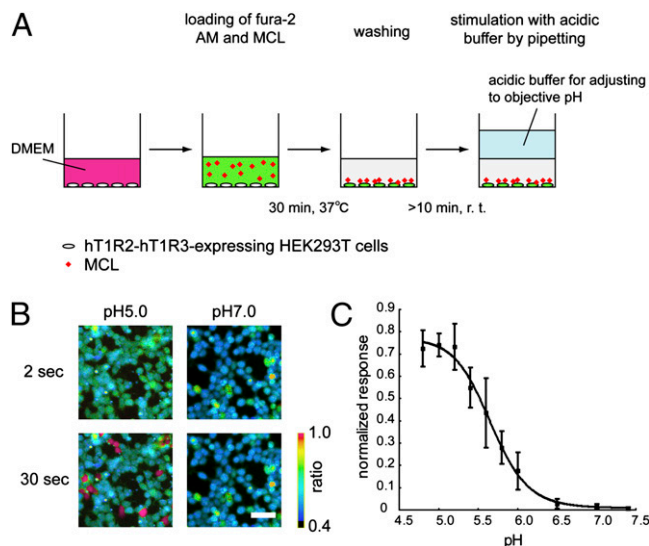 A
loading of fura-2
AM and MCL
washing
stimulation with acidic
buffer by pipetting
acidic buffer for adjusting
to objective pH
DMEM
30 min, 37℃
>10 min, r. t.
hT1R2-hT1R3-expressing HEK293T cells
MCL
B
pH5.0
pH7.0
2 sec
30 sec
1.0
ratio
0.4
C
normalized response
0.9
0.8
0.7
0.6
0.5
0.4
0.3
0.2
0.1
0
4.5
5.0
5.5
6.0
6.5
7.0
7.5
pH